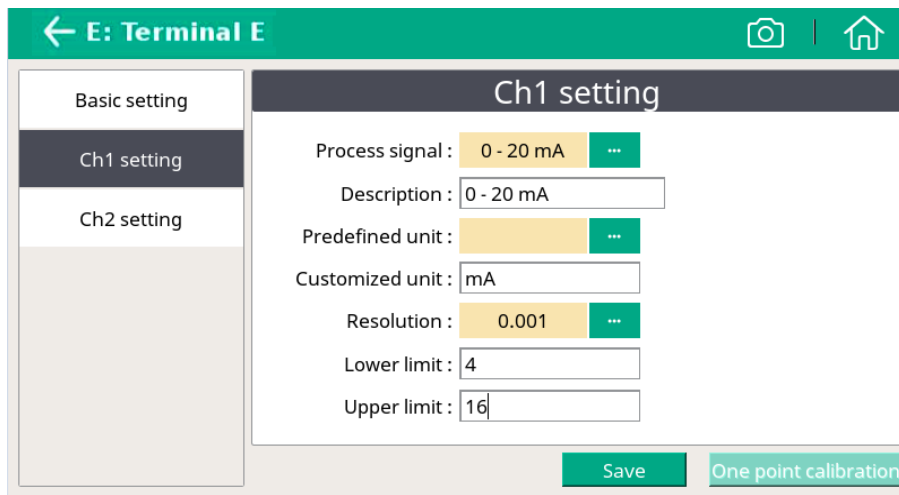 E: Terminal E
Basic setting
Ch1 setting
Ch2 setting
Ch1 setting
Process signal : 0 - 20 mA ...
Description : 0 - 20 mA
Predefined unit : ...
Customized unit : mA
Resolution : 0.001 ...
Lower limit : 4
Upper limit : 16
Save One point calibration